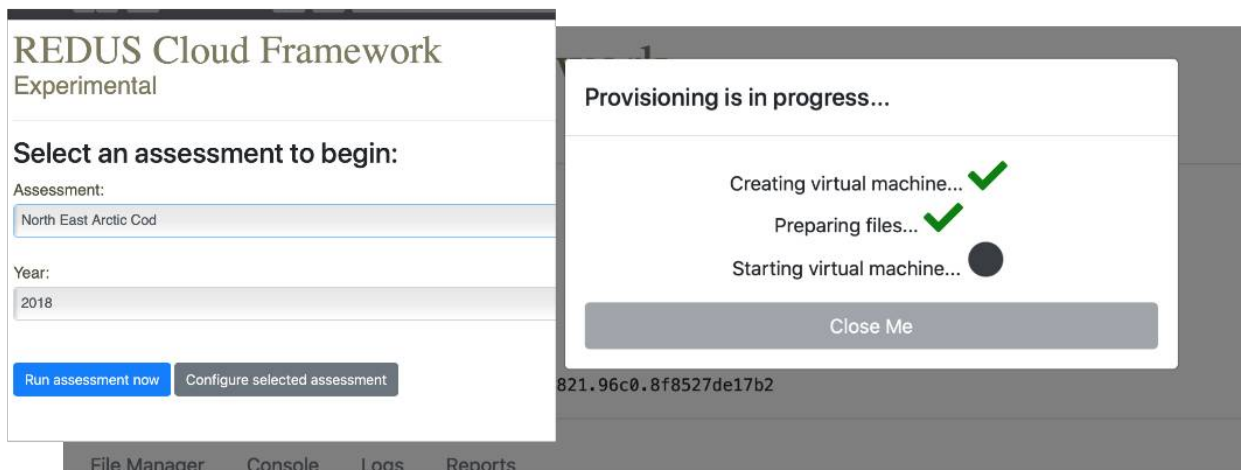 REDUS Cloud Framework
Experimental
Select an assessment to begin:
Assessment:
North East Arctic Cod
Year:
2018
Run assessment now
Configure selected assessment
Provisioning is in progress...
Creating virtual machine...
Preparing files...
Starting virtual machine...
Close Me
821.96c0.8f8527de17b2
File Manager Console Logs Reports